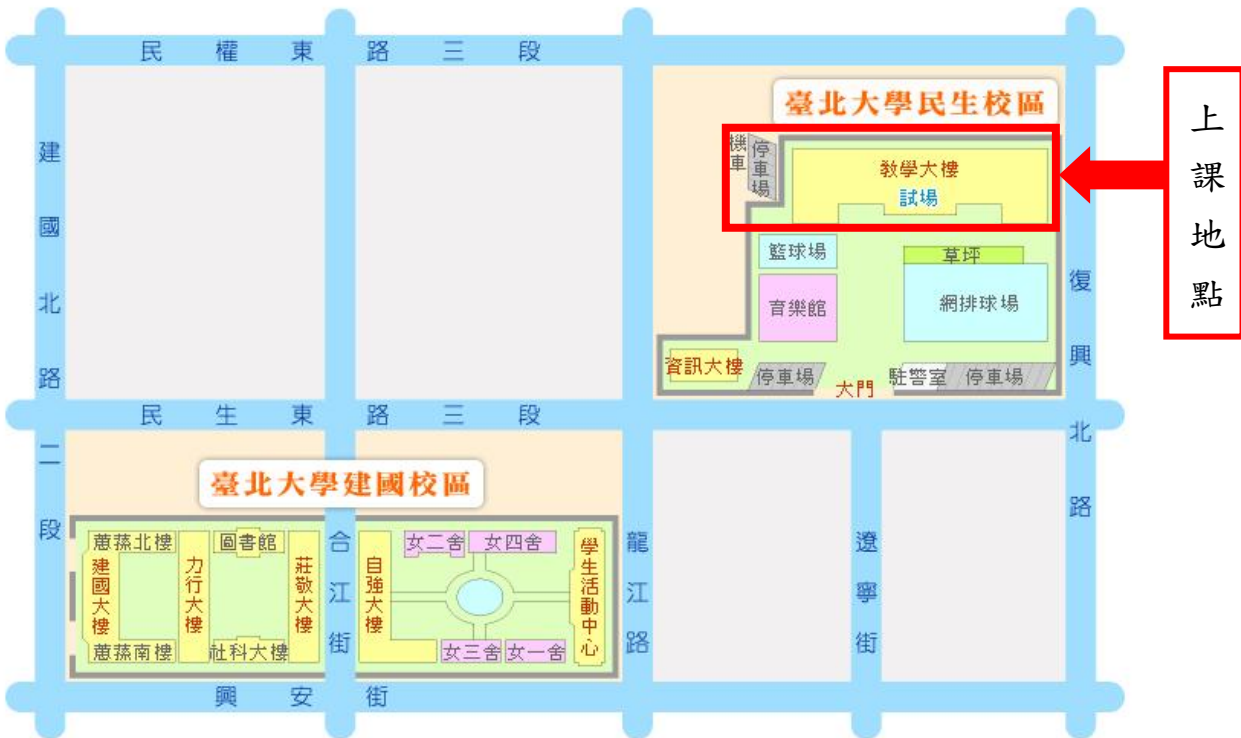 民權東路三段
臺北大學民生校區
上課地點
建國北路二段
機車
停車場
教學大樓
試場
籃球場
草坪
育樂館
網排球場
復興北路
資訊大樓
停車場
大門
駐警室
停車場
民生東路三段
臺北大學建國校區
蕙蓀北樓
圖書館
女二舍
女四舍
建國大樓
力行大樓
莊敬大樓
合江街
自強大樓
學生活動中心
龍江路
遼寧街
蕙蓀南樓
社科大樓
女三舍
女一舍
興安街